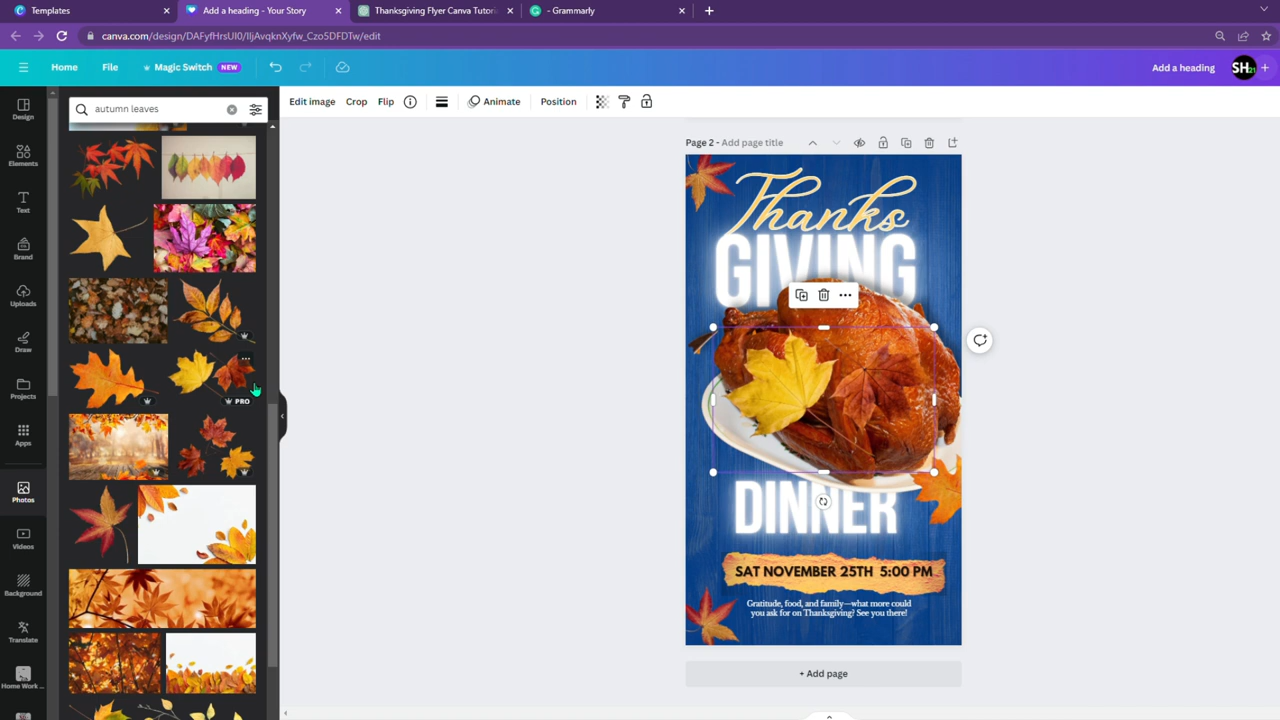 Templates
Add a heading - Your Story
Thanksgiving Flyer Canva Tutori
- Grammarly
canva.com/design/DAFyfHrsUI0/IljAvqknXyfw_Czo5DFDTw/edit
Home
File
Magic Switch
NEW
Add a heading
SH
21
Design
Elements
Text
Brand
Uploads
Draw
Projects
Apps
Photos
Videos
Background
Translate
Home Work ...
autumn leaves
PRO
Edit image
Crop
Flip
Animate
Position
Page 2 - Add page title
Thanks
GIVING
DINNER
SAT NOVEMBER 25TH 5:00 PM
Gratitude, food, and family—what more could
you ask for on Thanksgiving? See you there!
+ Add page